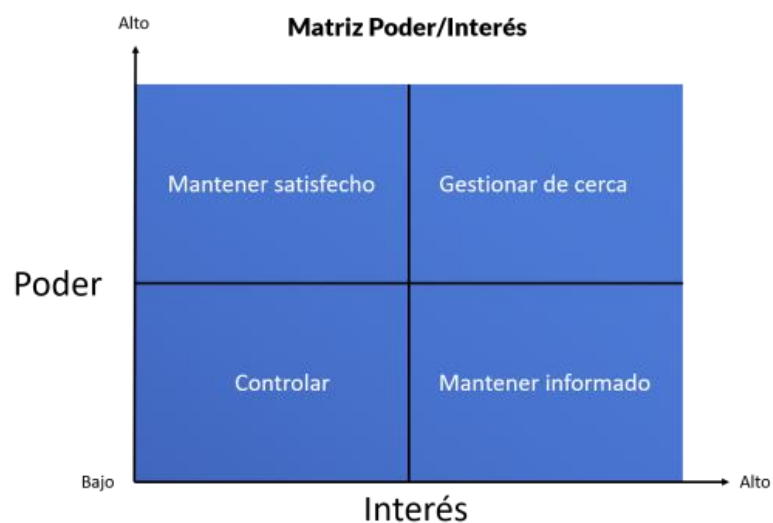 Alto
Matriz Poder/Interés
Mantener satisfecho
Gestionar de cerca
Poder
Controlar
Mantener informado
Bajo
Alto
Interés